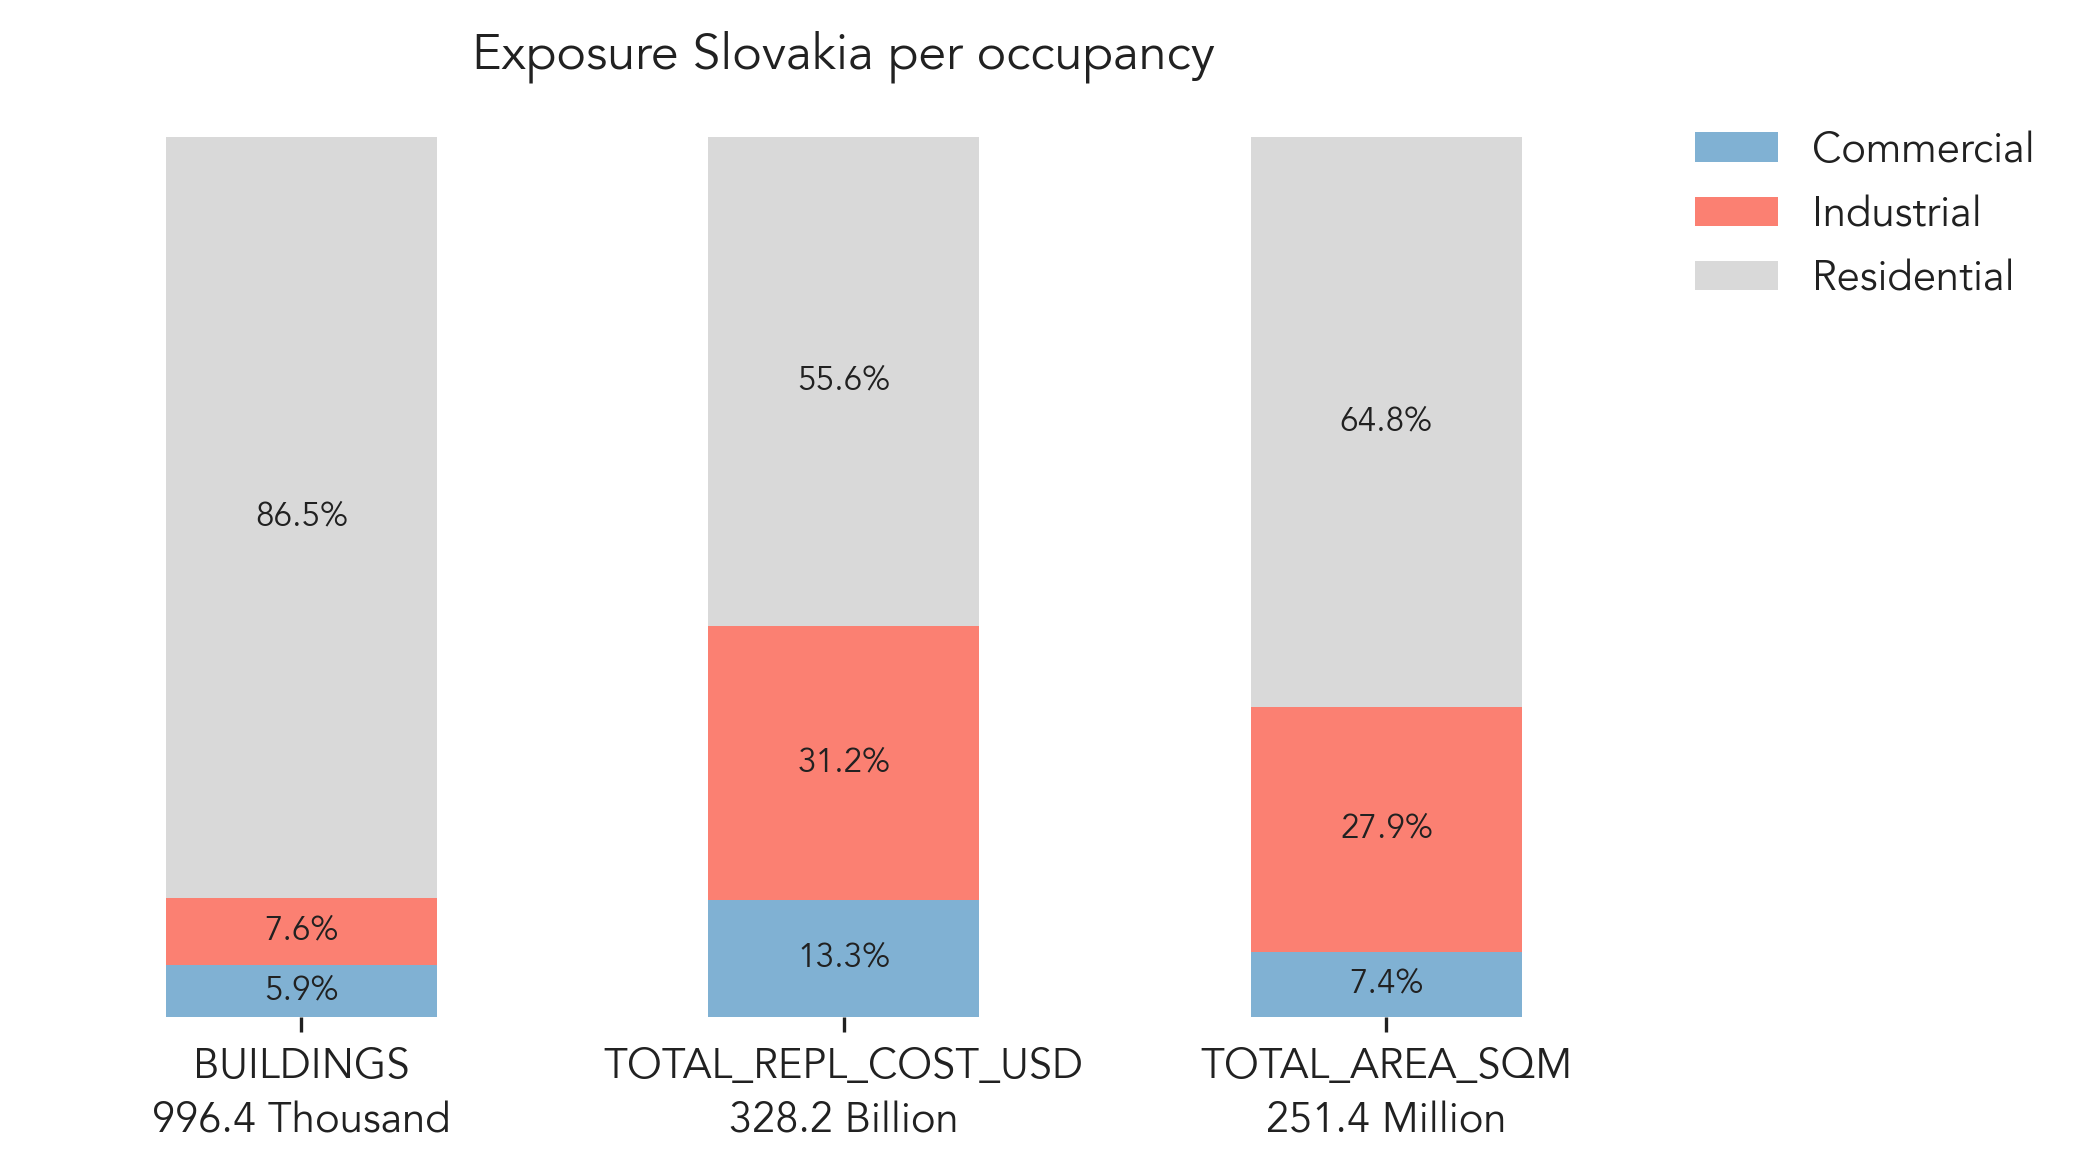 Exposure Slovakia per occupancy
Commercial
Industrial
Residential
86.5%
7.6%
5.9%
55.6%
31.2%
13.3%
64.8%
27.9%
7.4%
BUILDINGS
996.4 Thousand
TOTAL_REPL_COST_USD
328.2 Billion
TOTAL_AREA_SQM
251.4 Million